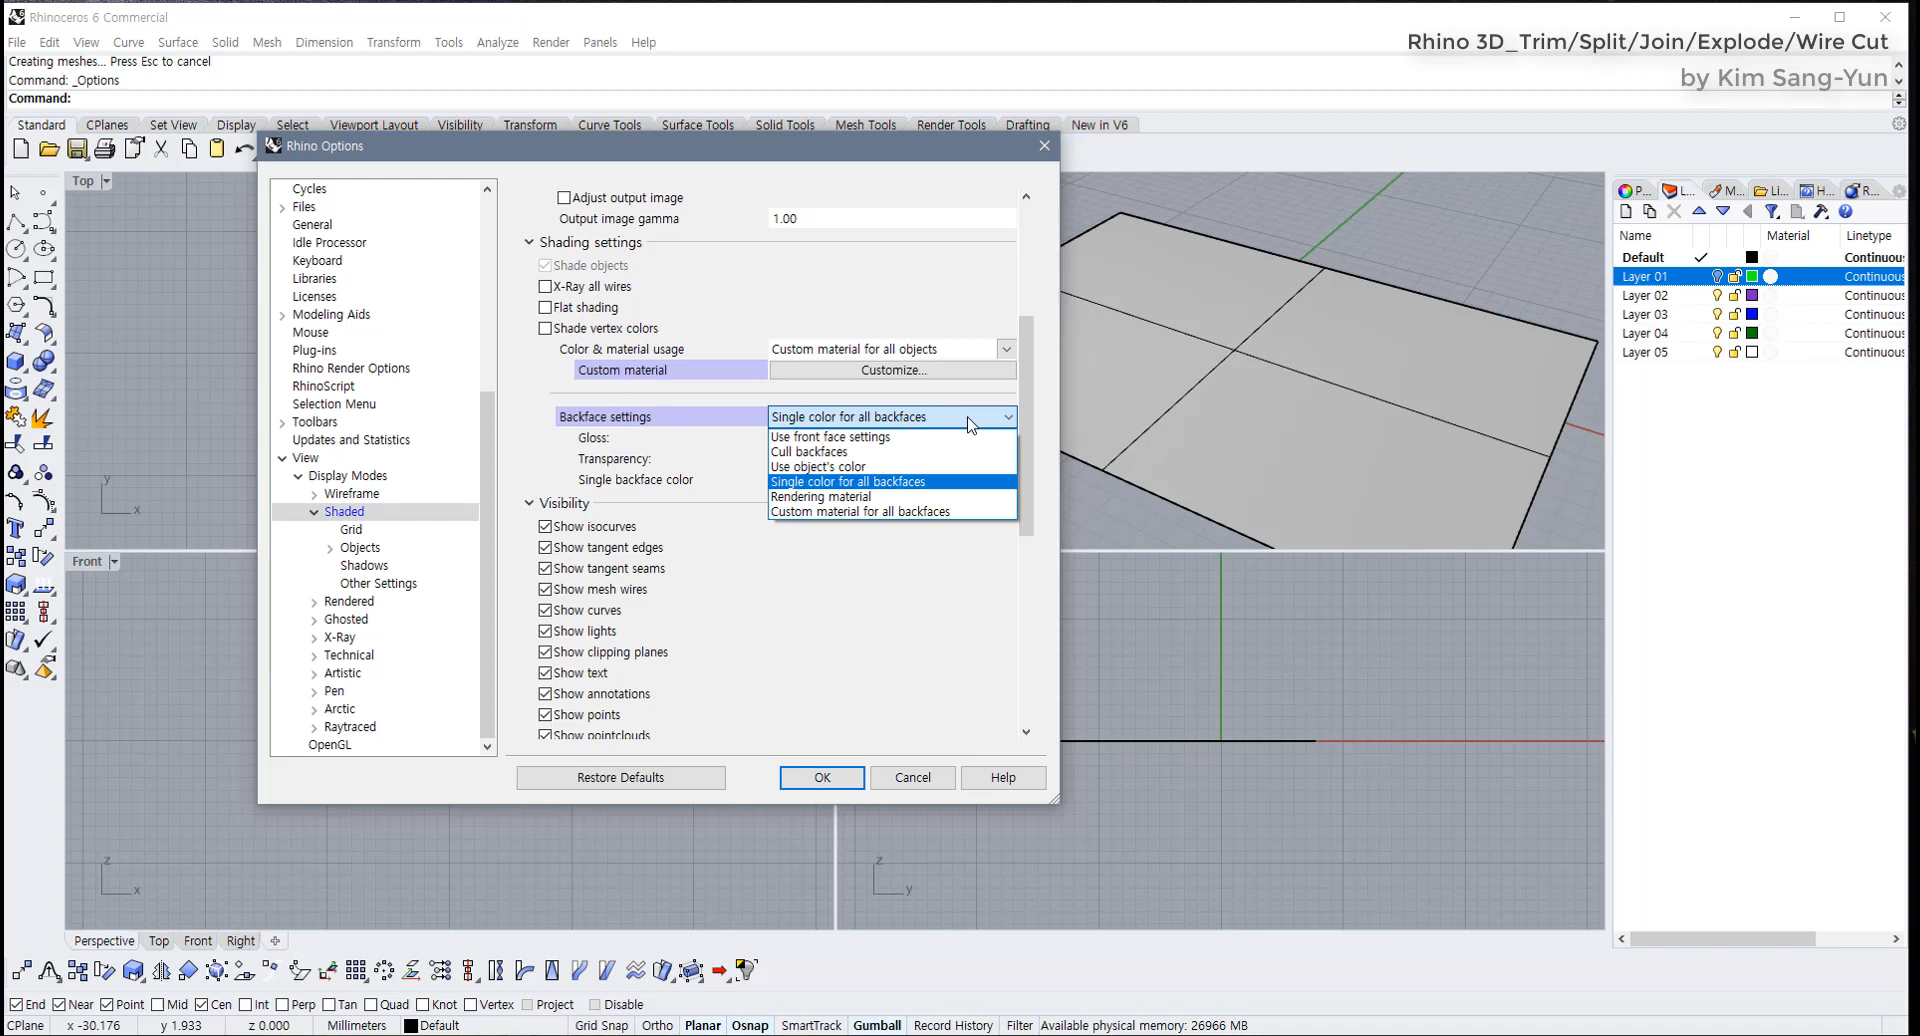 Rhinoceros 6 Commercial
File Edit View Curve Surface Solid Mesh Dimension Transform Tools Analyze Render Panels Help
Rhino 3D_Trim/Split/Join/Explode/Wire Cut
by Kim Sang-Yun
Creating meshes... Press Esc to cancel
Command: _Options
Command:
Standard CPlanes Set View Display Select Viewport Layout Visibility Transform Curve Tools Surface Tools Solid Tools Mesh Tools Render Tools Drafting New in V6
Rhino Options
Top
Cycles
Files
General
Idle Processor
Keyboard
Libraries
Licenses
Modeling Aids
Mouse
Plug-ins
Rhino Render Options
RhinoScript
Selection Menu
Toolbars
Updates and Statistics
View
Display Modes
Wireframe
Shaded
Grid
Objects
Shadows
Other Settings
Rendered
Ghosted
X-Ray
Technical
Artistic
Pen
Arctic
Raytraced
OpenGL
Adjust output image
Output image gamma 1.00
Shading settings
Shade objects
X-Ray all wires
Flat shading
Shade vertex colors
Color & material usage Custom material for all objects
Custom material Customize...
Backface settings Single color for all backfaces
Gloss:
Transparency:
Single backface color
Use front face settings
Cull backfaces
Use object's color
Single color for all backfaces
Rendering material
Custom material for all backfaces
Visibility
Show isocurves
Show tangent edges
Show tangent seams
Show mesh wires
Show curves
Show lights
Show clipping planes
Show text
Show annotations
Show points
Show pointclouds
Restore Defaults OK Cancel Help
P... L... M... Li... H... R...
Name Material Linetype
Default Continuou
Layer 01 Continuou
Layer 02 Continuou
Layer 03 Continuou
Layer 04 Continuou
Layer 05 Continuou
y
x
Front
z
x
z
y
Perspective Top Front Right
End Near Point Mid Cen Int Perp Tan Quad Knot Vertex Project Disable
CPlane x -30.176 y 1.933 z 0.000 Millimeters Default Grid Snap Ortho Planar Osnap SmartTrack Gumball Record History Filter Available physical memory: 26966 MB